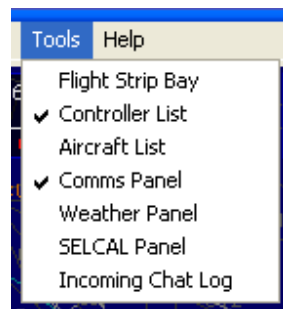 Tools Help
Flight Strip Bay
Controller List
Aircraft List
Comms Panel
Weather Panel
SELCAL Panel
Incoming Chat Log